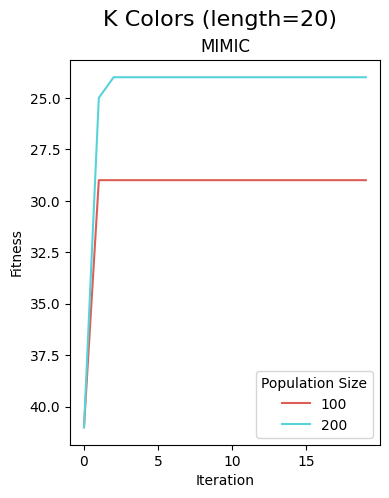 K Colors (length=20)
MIMIC
25.0
27.5
30.0
32.5
35.0
37.5
40.0
Fitness
Population Size
100
200
0 5 10 15
Iteration